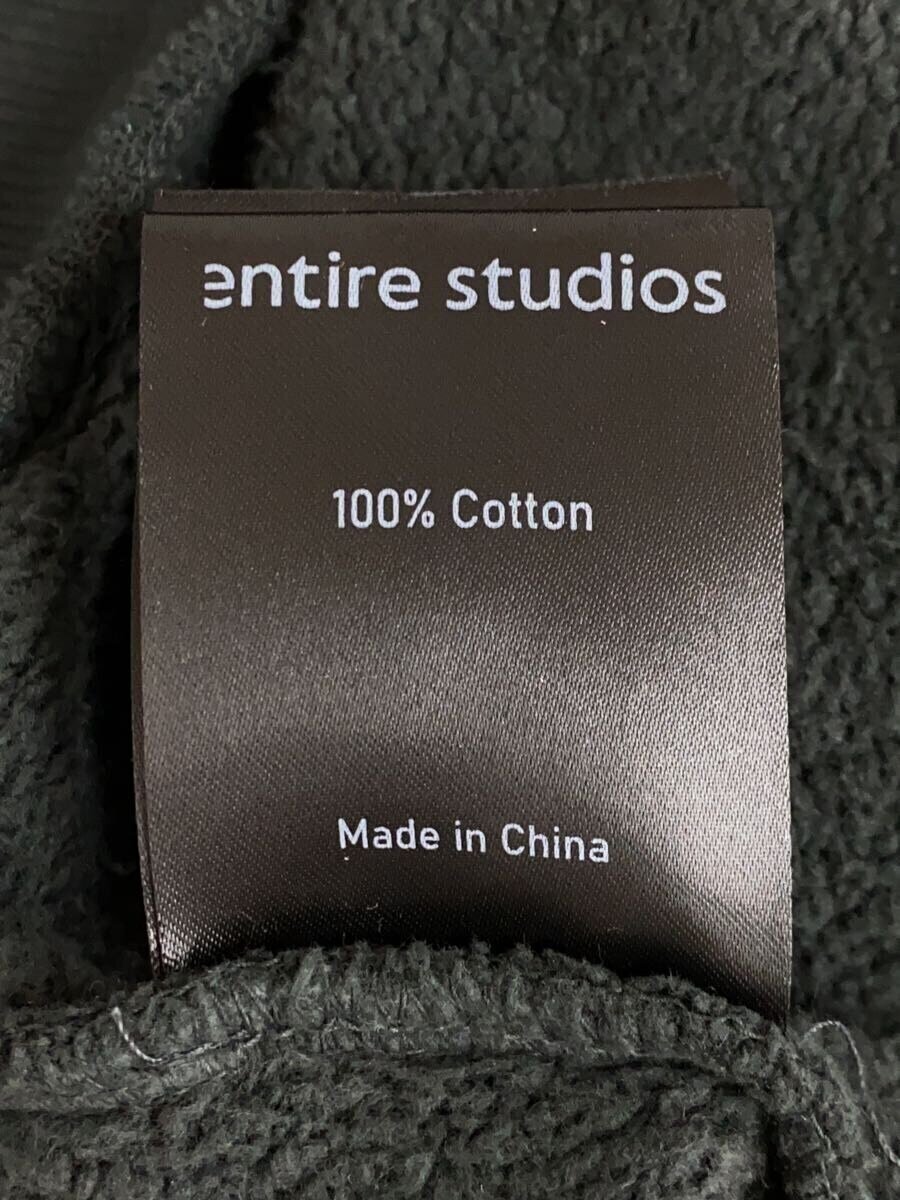 entire studios
100% Cotton
Made in China